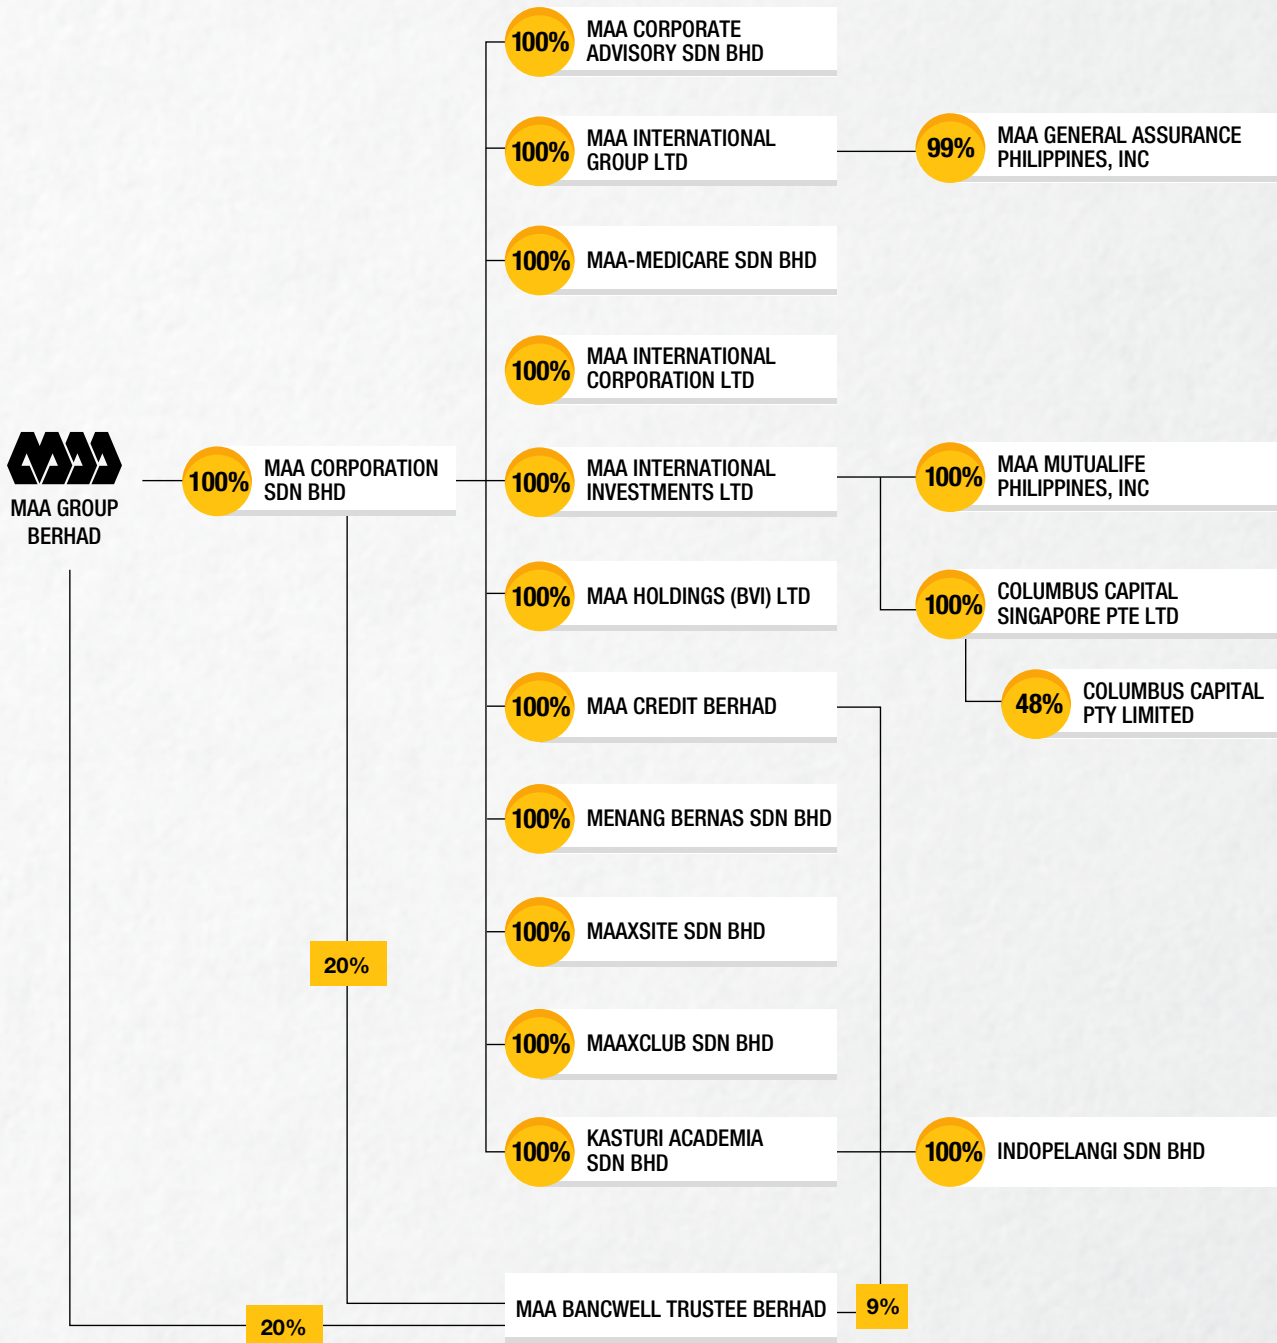 MAA GROUP
BERHAD
100%
MAA CORPORATION
SDN BHD
100%
MAA CORPORATE
ADVISORY SDN BHD
100%
MAA INTERNATIONAL
GROUP LTD
99%
MAA GENERAL ASSURANCE
PHILIPPINES, INC
100%
MAA-MEDICARE SDN BHD
100%
MAA INTERNATIONAL
CORPORATION LTD
100%
MAA INTERNATIONAL
INVESTMENTS LTD
100%
MAA MUTUALIFE
PHILIPPINES, INC
100%
COLUMBUS CAPITAL
SINGAPORE PTE LTD
48%
COLUMBUS CAPITAL
PTY LIMITED
100%
MAA HOLDINGS (BVI) LTD
100%
MAA CREDIT BERHAD
100%
MENANG BERNAS SDN BHD
100%
MAAXSITE SDN BHD
100%
MAAXCLUB SDN BHD
100%
KASTURI ACADEMIA
SDN BHD
100%
INDOPELANGI SDN BHD
20%
20%
MAA BANCWELL TRUSTEE BERHAD
9%